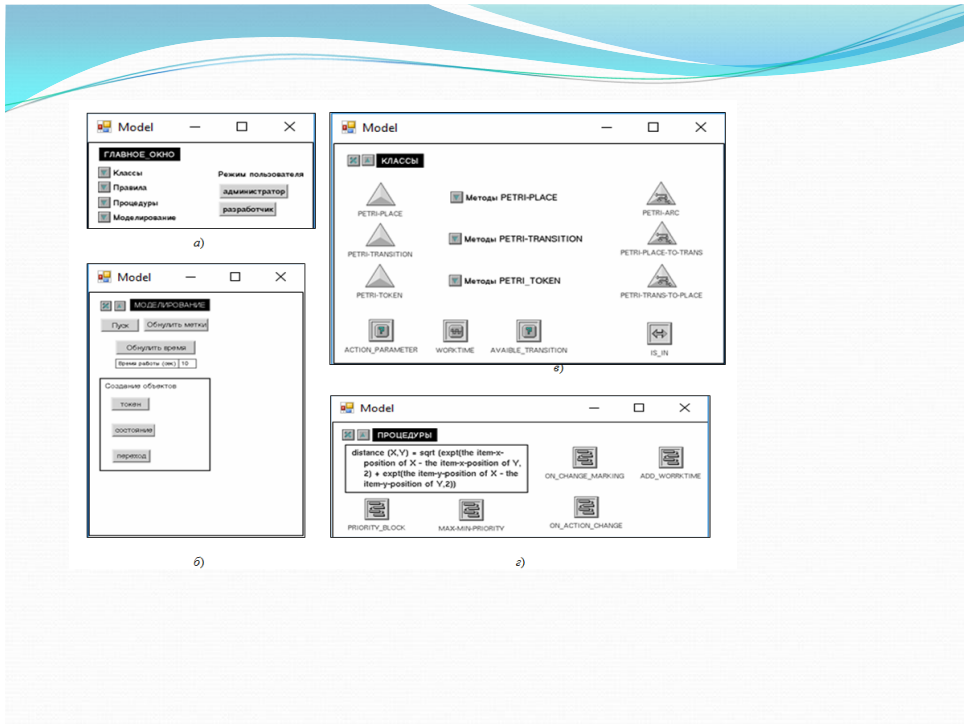 Model
ГЛАВНОЕ_ОКНО
Классы
Правила
Процедуры
Моделирование
Режим пользователя
администратор
разработчик
а)
Model
МОДЕЛИРОВАНИЕ
Пуск
Обнулить метки
Обнулить время
Время работы (сек) 10
Создание объектов
токен
состояние
переход
б)
Model
КЛАССЫ
PETRI-PLACE
Методы PETRI-PLACE
PETRI-ARC
PETRI-TRANSITION
Методы PETRI-TRANSITION
PETRI-PLACE-TO-TRANS
PETRI-TOKEN
Методы PETRI_TOKEN
PETRI-TRANS-TO-PLACE
ACTION_PARAMETER
WORKTIME
AVAIBLE_TRANSITION
IS_IN
в)
Model
ПРОЦЕДУРЫ
distance (X,Y) = sqrt (expt(the item-x-
position of X - the item-x-position of Y,
2) + expt(the item-y-position of X - the
item-y-position of Y,2))
ON_CHANGE_MARKING
ADD_WORRKTIME
PRIORITY_BLOCK
MAX-MIN-PRIORITY
ON_ACTION_CHANGE
г)